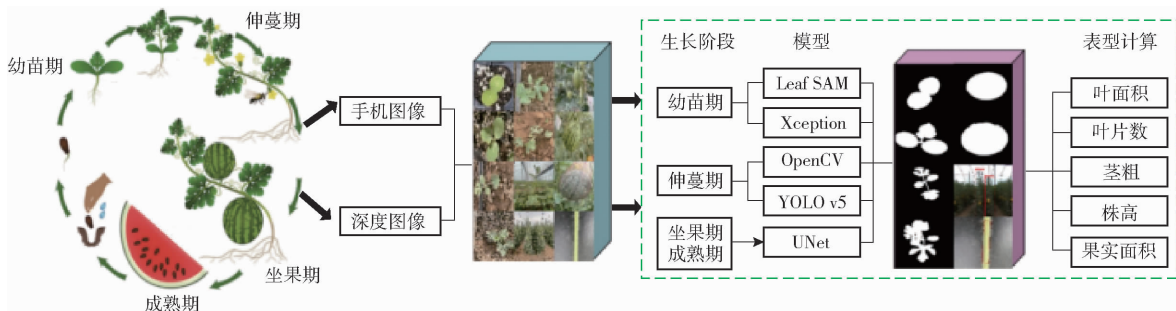 伸蔓期
幼苗期
坐果期
成熟期
手机图像
深度图像
生长阶段
模型
表型计算
幼苗期
Leaf SAM
Xception
伸蔓期
OpenCV
YOLO v5
坐果期
成熟期
UNet
叶面积
叶片数
茎粗
株高
果实面积